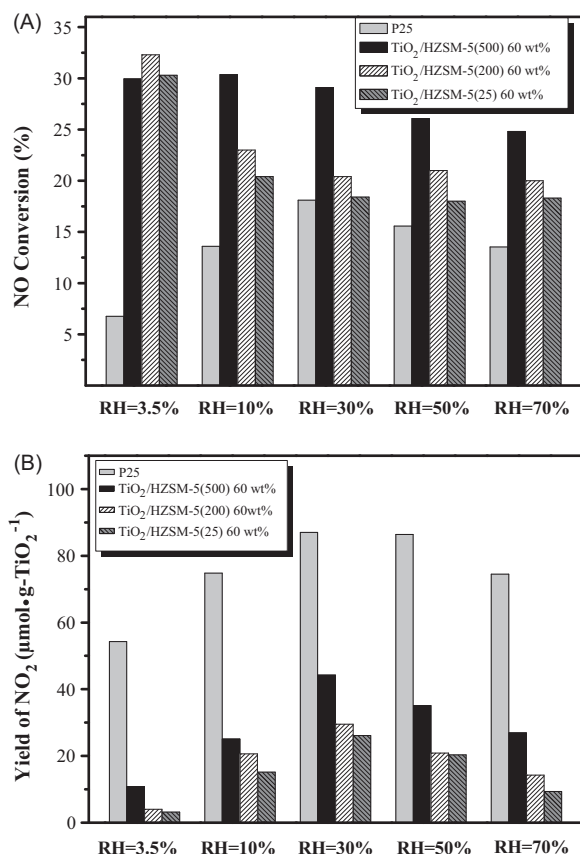 (A)
P25
TiO₂/HZSM-5(500) 60 wt%
TiO₂/HZSM-5(200) 60 wt%
TiO₂/HZSM-5(25) 60 wt%
NO Conversion (%)
35
30
25
20
15
10
5
RH=3.5% RH=10% RH=30% RH=50% RH=70%
(B)
P25
TiO₂/HZSM-5(500) 60 wt%
TiO₂/HZSM-5(200) 60wt%
TiO₂/HZSM-5(25) 60 wt%
Yield of NO₂ (μmol•g-TiO₂⁻¹)
100
80
60
40
20
0
RH=3.5% RH=10% RH=30% RH=50% RH=70%